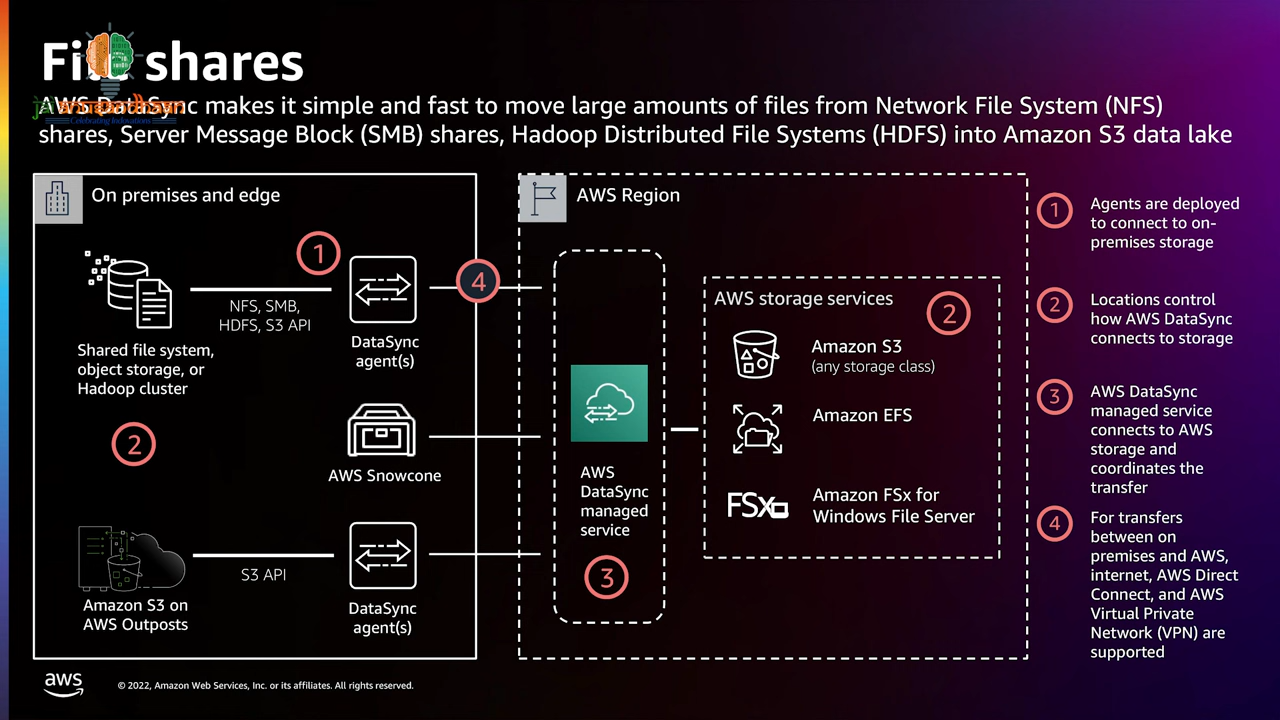 File shares
jai anusandhaan
Celebrating Innovations
AWS DataSync makes it simple and fast to move large amounts of files from Network File System (NFS)
shares, Server Message Block (SMB) shares, Hadoop Distributed File Systems (HDFS) into Amazon S3 data lake
On premises and edge
1
NFS, SMB,
HDFS, S3 API
Shared file system,
object storage, or
Hadoop cluster
DataSync
agent(s)
4
2
AWS Snowcone
S3 API
Amazon S3 on
AWS Outposts
DataSync
agent(s)
AWS Region
AWS
DataSync
managed
service
3
AWS storage services
2
Amazon S3
(any storage class)
Amazon EFS
FSx
Amazon FSx for
Windows File Server
1
Agents are deployed
to connect to on-
premises storage
2
Locations control
how AWS DataSync
connects to storage
3
AWS DataSync
managed service
connects to AWS
storage and
coordinates the
transfer
4
For transfers
between on
premises and AWS,
internet, AWS Direct
Connect, and AWS
Virtual Private
Network (VPN) are
supported
aws
© 2022, Amazon Web Services, Inc. or its affiliates. All rights reserved.